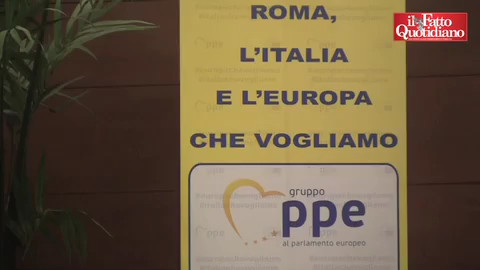 ROMA,
L'ITALIA
E L'EUROPA
CHE VOGLIAMO
gruppo
ppe
al parlamento europeo
il Fatto
Quotidiano